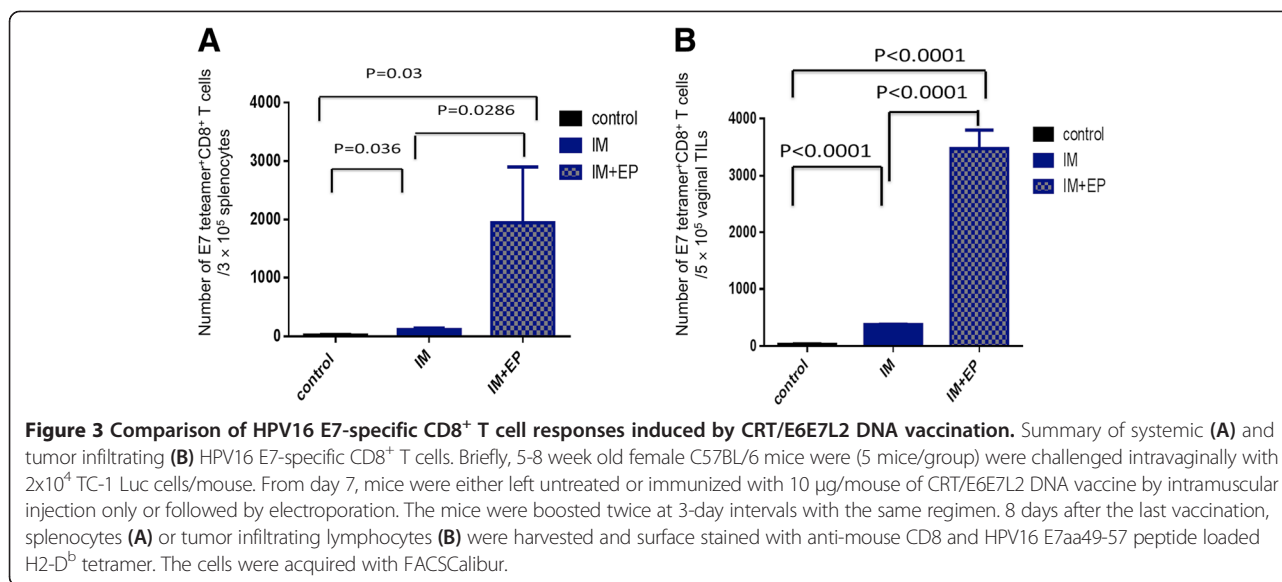 A
Number of E7 teteamer⁺CD8⁺ T cells
/3 × 10⁵ splenocytes
4000
3000
2000
1000
0
P=0.03
P=0.0286
P=0.036
control
IM
IM+EP
control
IM
IM+EP
B
Number of E7 tetramer⁺CD8⁺ T cells
/5 × 10⁵ vaginal TILs
4000
3000
2000
1000
0
P<0.0001
P<0.0001
P<0.0001
control
IM
IM+EP
control
IM
IM+EP
Figure 3 Comparison of HPV16 E7-specific CD8⁺ T cell responses induced by CRT/E6E7L2 DNA vaccination. Summary of systemic (A) and
tumor infiltrating (B) HPV16 E7-specific CD8⁺ T cells. Briefly, 5-8 week old female C57BL/6 mice were (5 mice/group) were challenged intravaginally with
2x10⁴ TC-1 Luc cells/mouse. From day 7, mice were either left untreated or immunized with 10 μg/mouse of CRT/E6E7L2 DNA vaccine by intramuscular
injection only or followed by electroporation. The mice were boosted twice at 3-day intervals with the same regimen. 8 days after the last vaccination,
splenocytes (A) or tumor infiltrating lymphocytes (B) were harvested and surface stained with anti-mouse CD8 and HPV16 E7aa49-57 peptide loaded
H2-Dᵇ tetramer. The cells were acquired with FACSCalibur.